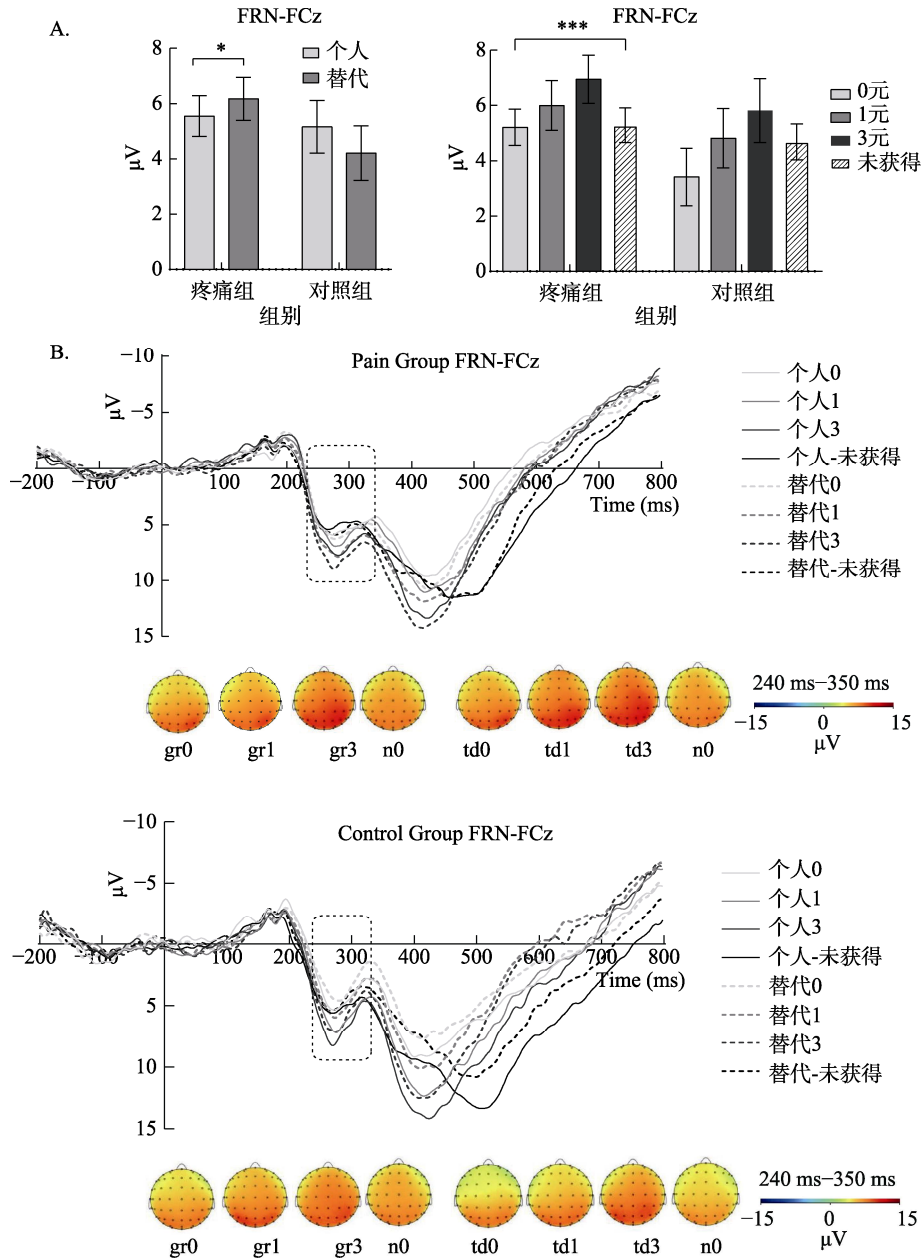 A.
FRN-FCz
8
6
4
2
0
μV
*
个人
替代
疼痛组
对照组
组别
FRN-FCz
8
6
4
2
0
μV
***
0元
1元
3元
未获得
疼痛组
对照组
组别
B.
Pain Group FRN-FCz
−10
−5
5
10
15
μV
−200
−100
100
200
300
400
500
600
700
800
Time (ms)
个人0
个人1
个人3
个人-未获得
替代0
替代1
替代3
替代-未获得
gr0
gr1
gr3
n0
td0
td1
td3
n0
240 ms−350 ms
−15
0
15
μV
Control Group FRN-FCz
−10
−5
5
10
15
μV
−200
−100
100
200
300
400
500
600
700
800
Time (ms)
个人0
个人1
个人3
个人-未获得
替代0
替代1
替代3
替代-未获得
gr0
gr1
gr3
n0
td0
td1
td3
n0
240 ms−350 ms
−15
0
15
μV